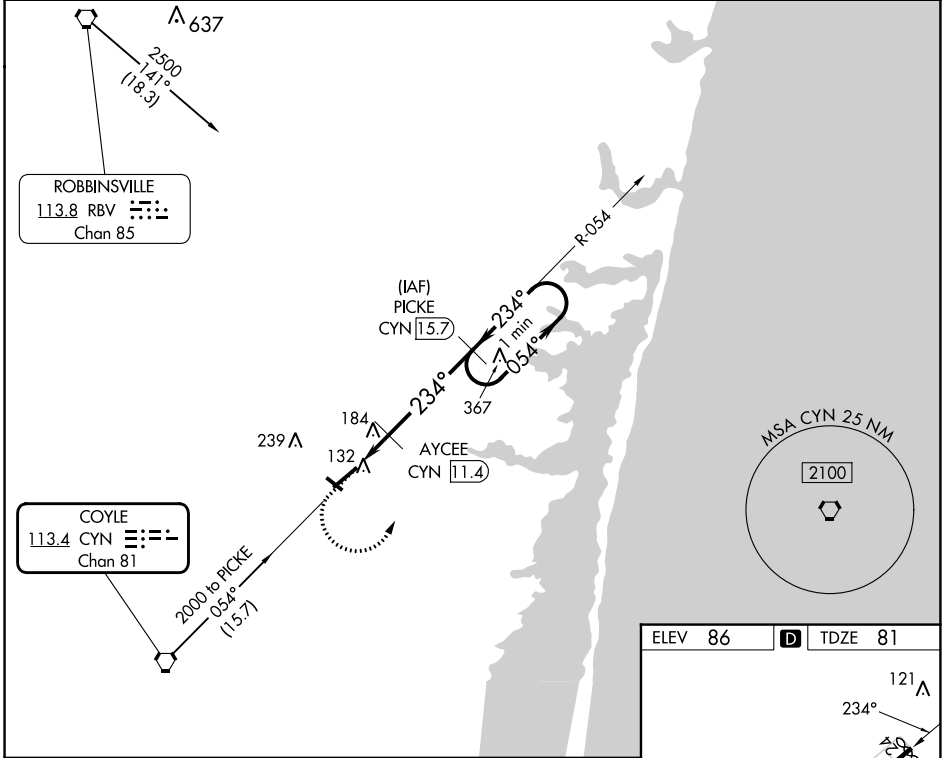 637
2500
141°
(18.3)
ROBBINSVILLE
113.8 RBV
Chan 85
R-054
(IAF)
PICKE
CYN 15.7
234°
1 min
054°
234°
367
184
239
132
AYCEE
CYN 11.4
MSA CYN 25 NM
2100
COYLE
113.4 CYN
Chan 81
2000 to PICKE
054°
(15.7)
ELEV 86 D TDZE 81
121
234°